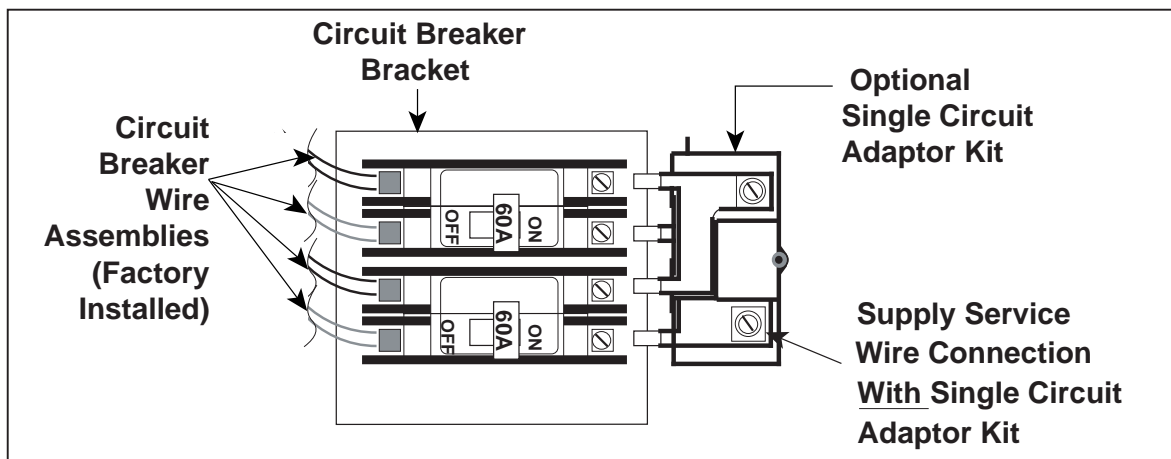 Circuit Breaker
Bracket
Optional
Single Circuit
Adaptor Kit
Circuit
Breaker
Wire
Assemblies
(Factory
Installed)
OFF
60A
ON
OFF
60A
ON
Supply Service
Wire Connection
With Single Circuit
Adaptor Kit